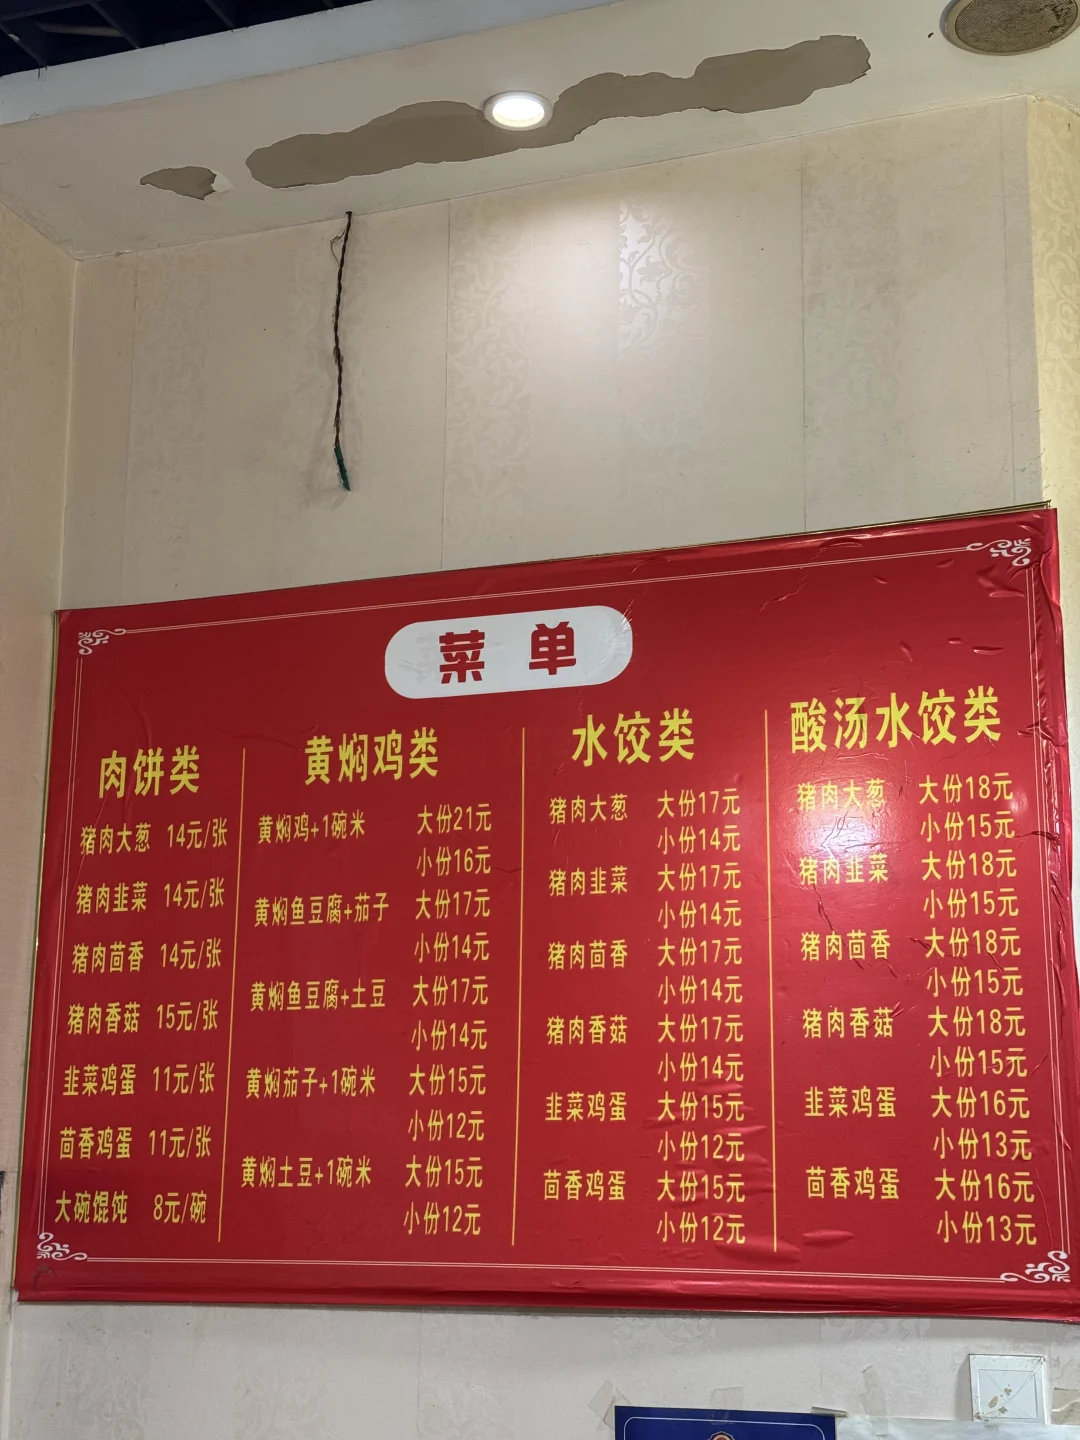 菜单
肉饼类
猪肉大葱 14元/张
猪肉韭菜 14元/张
猪肉茴香 14元/张
猪肉香菇 15元/张
韭菜鸡蛋 11元/张
茴香鸡蛋 11元/张
大碗馄饨 8元/碗
黄焖鸡类
黄焖鸡+1碗米 大份21元
小份16元
黄焖鱼豆腐+茄子 大份17元
小份14元
黄焖鱼豆腐+土豆 大份17元
小份14元
黄焖茄子+1碗米 大份15元
小份12元
黄焖土豆+1碗米 大份15元
小份12元
水饺类
猪肉大葱 大份17元
小份14元
猪肉韭菜 大份17元
小份14元
猪肉茴香 大份17元
小份14元
猪肉香菇 大份17元
小份14元
韭菜鸡蛋 大份15元
小份12元
茴香鸡蛋 大份15元
小份12元
酸汤水饺类
猪肉大葱 大份18元
小份15元
猪肉韭菜 大份18元
小份15元
猪肉茴香 大份18元
小份15元
猪肉香菇 大份18元
小份15元
韭菜鸡蛋 大份16元
小份13元
茴香鸡蛋 大份16元
小份13元